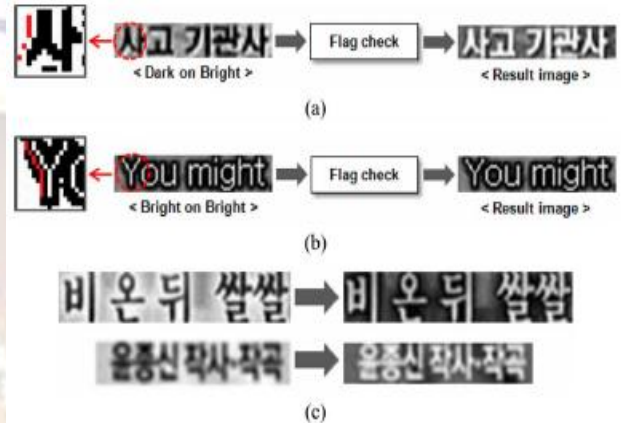 사고 기관사 Flag check 사고 기관사
< Dark on Bright > < Result image >
(a)
You might Flag check You might
< Bright on Bright > < Result image >
(b)
비 온 뒤 쌀쌀 비 온 뒤 쌀쌀
윤종신 작사·작곡 윤종신 작사·작곡
(c)